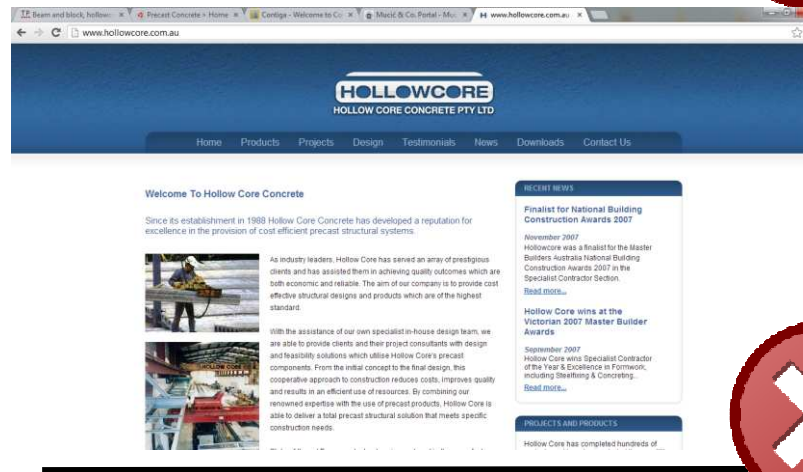 Beam and block, hollow
Precast Concrete > Home
Contiga - Welcome to Co
Mucić & Co. Portal - Muc
www.hollowcore.com.au
www.hollowcore.com.au
HOLLOWCORE
HOLLOW CORE CONCRETE PTY LTD
Home Products Projects Design Testimonials News Downloads Contact Us
Welcome To Hollow Core Concrete
Since its establishment in 1988 Hollow Core Concrete has developed a reputation for
excellence in the provision of cost efficient precast structural systems.
As industry leaders, Hollow Core has served an array of prestigious
clients and has assisted them in achieving quality outcomes which are
both economic and reliable. The aim of our company is to provide cost
effective structural designs and products which are of the highest
standard.
With the assistance of our own specialist in-house design team, we
are able to provide clients and their project consultants with design
and feasibility solutions which utilise Hollow Core's precast
components. From the initial concept to the final design, this
cooperative approach to construction reduces costs, improves quality
and results in an efficient use of resources. By combining our
renowned expertise with the use of precast products, Hollow Core is
able to deliver a total precast structural solution that meets specific
construction needs.
HOLLOW CORE
RECENT NEWS
Finalist for National Building
Construction Awards 2007
November 2007
Hollowcore was a finalist for the Master
Builders Australia National Building
Construction Awards 2007 in the
Specialist Contractor Section.
Read more...
Hollow Core wins at the
Victorian 2007 Master Builder
Awards
September 2007
Hollow Core wins Specialist Contractor
of the Year & Excellence in Formwork,
including Steelfixing & Concreting...
Read more...
PROJECTS AND PRODUCTS
Hollow Core has completed hundreds of